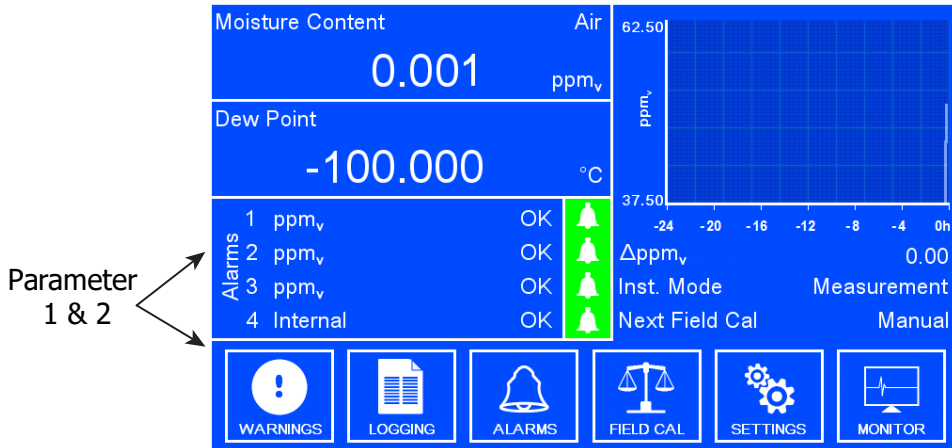 Moisture Content Air
0.001 ppmv
Dew Point
-100.000 °C
Alarms
1 ppmv OK
2 ppmv OK
3 ppmv OK
4 Internal OK
Parameter
1 & 2
62.50
ppmv
37.50
-24 -20 -16 -12 -8 -4 0h
Δppmv 0.00
Inst. Mode Measurement
Next Field Cal Manual
WARNINGS LOGGING ALARMS FIELD CAL SETTINGS MONITOR